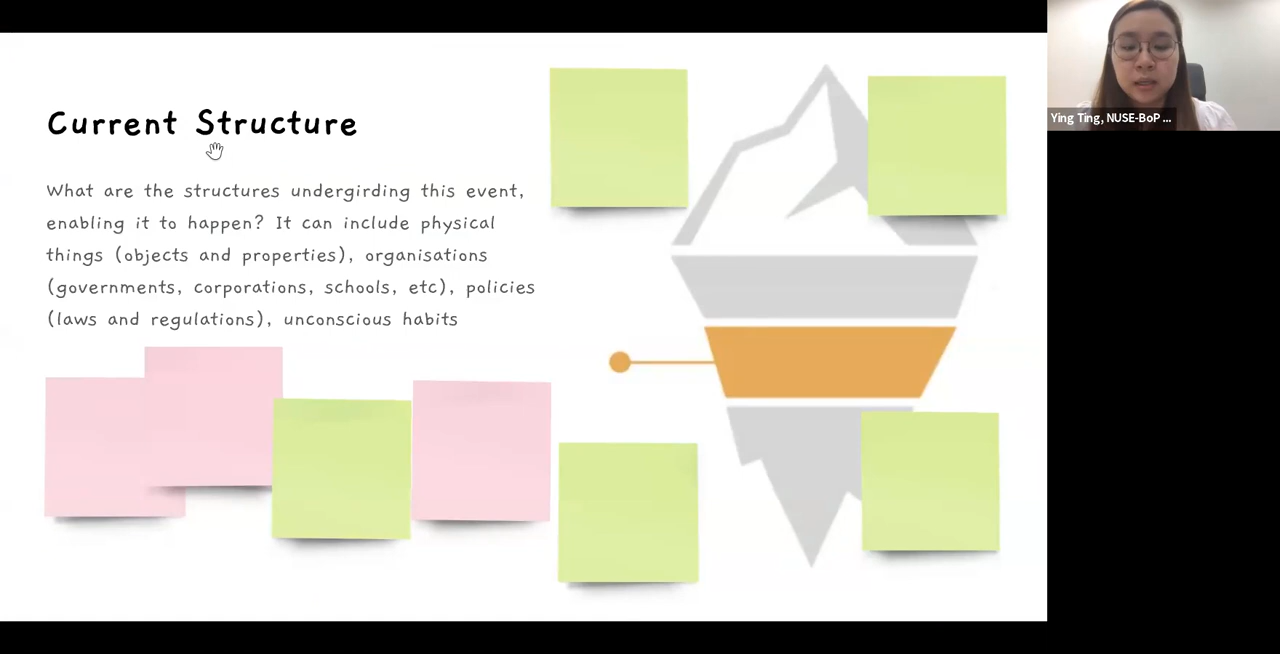 Current Structure
What are the structures undergirding this event,
enabling it to happen? It can include physical
things (objects and properties), organisations
(governments, corporations, schools, etc), policies
(laws and regulations), unconscious habits
Ying Ting, NUSE-BoP ...